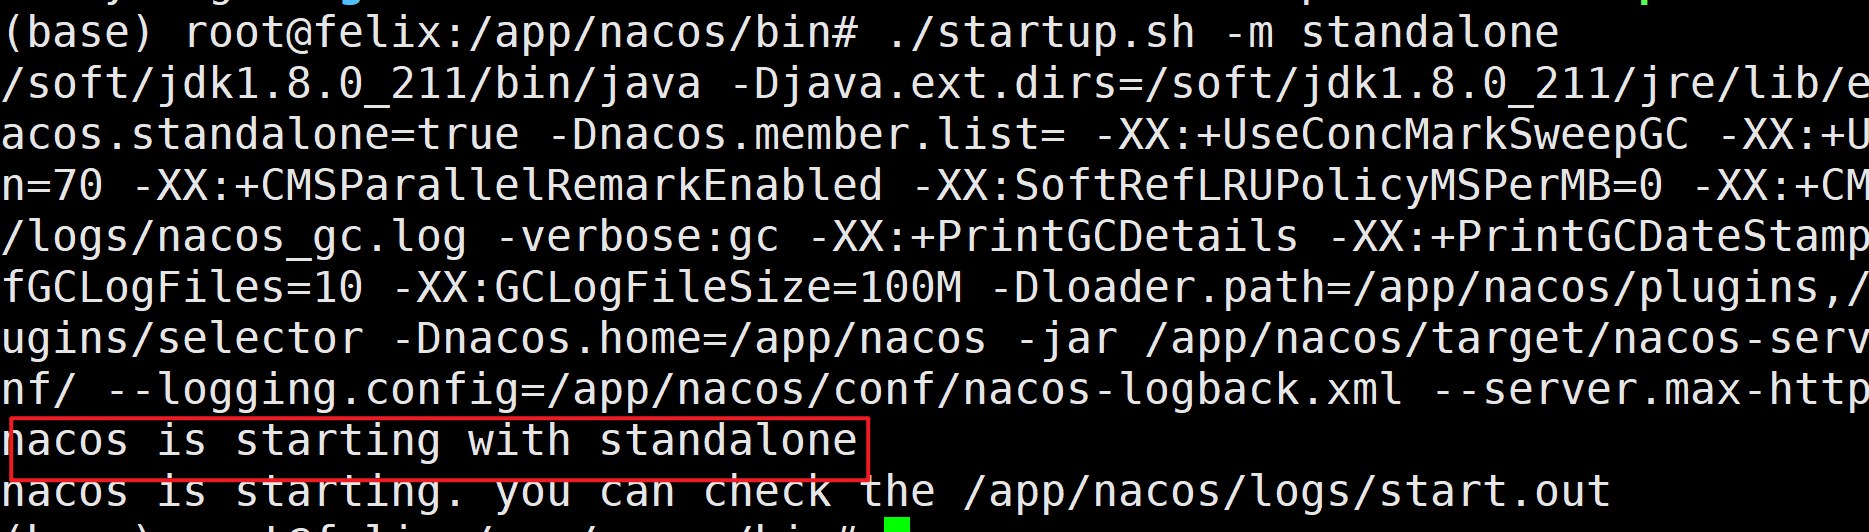 (base) root@felix:/app/nacos/bin# ./startup.sh -m standalone
/soft/jdk1.8.0_211/bin/java -Djava.ext.dirs=/soft/jdk1.8.0_211/jre/lib/e
acos.standalone=true -Dnacos.member.list= -XX:+UseConcMarkSweepGC -XX:+U
n=70 -XX:+CMSParallelRemarkEnabled -XX:SoftRefLRUPolicyMSPerMB=0 -XX:+CM
/logs/nacos_gc.log -verbose:gc -XX:+PrintGCDetails -XX:+PrintGCDateStamp
fGCLogFiles=10 -XX:GCLogFileSize=100M -Dloader.path=/app/nacos/plugins,/
ugins/selector -Dnacos.home=/app/nacos -jar /app/nacos/target/nacos-serv
nf/ --logging.config=/app/nacos/conf/nacos-logback.xml --server.max-http
nacos is starting with standalone
nacos is starting. you can check the /app/nacos/logs/start.out